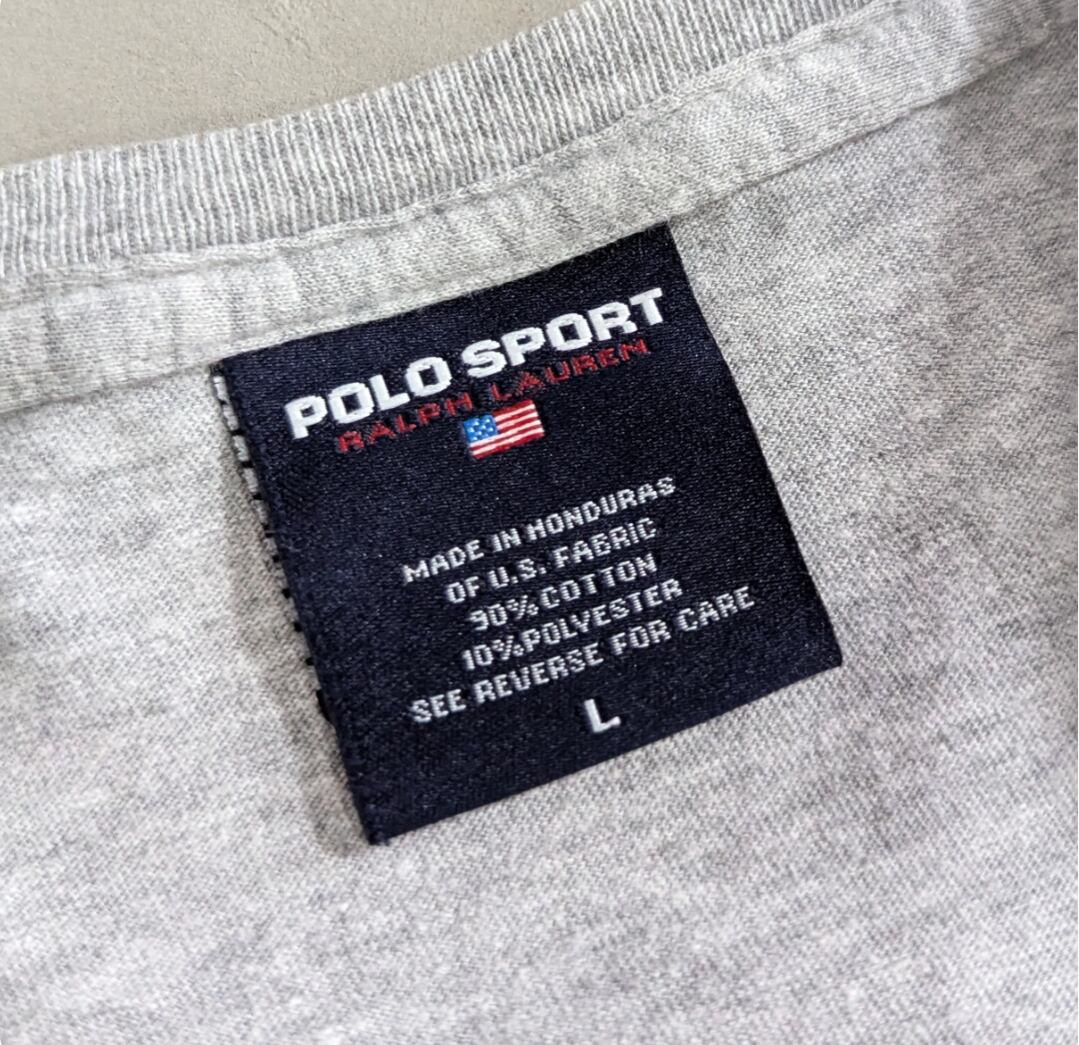 POLO SPORT
RALPH LAUREN
MADE IN HONDURAS
OF U.S. FABRIC
90% COTTON
10% POLYESTER
SEE REVERSE FOR CARE
L